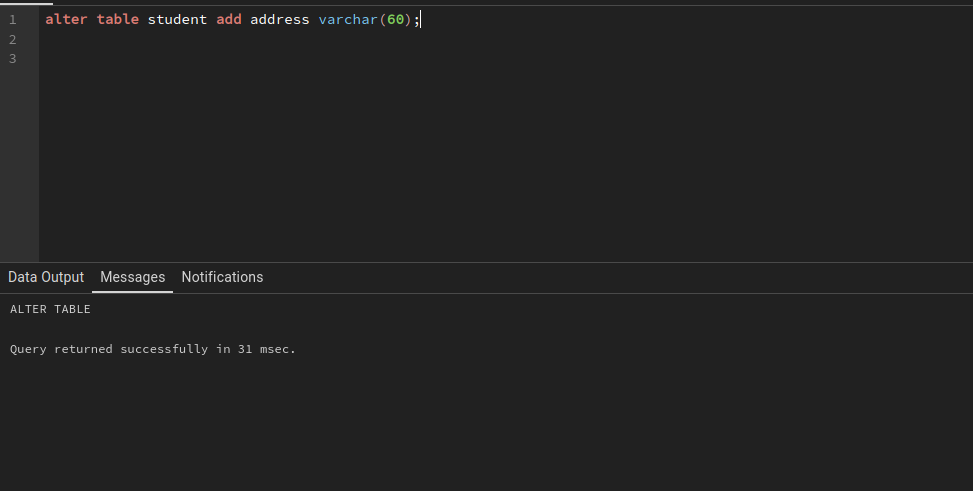 1 alter table student add address varchar(60);
2
3
Data Output Messages Notifications
ALTER TABLE
Query returned successfully in 31 msec.